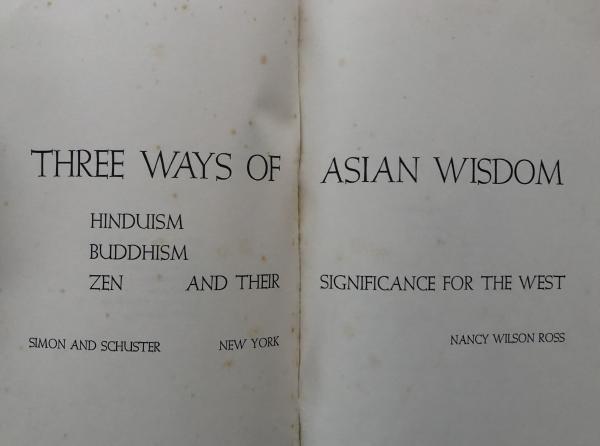 THREE WAYS OF ASIAN WISDOM
HINDUISM
BUDDHISM
ZEN AND THEIR SIGNIFICANCE FOR THE WEST
SIMON AND SCHUSTER NEW YORK NANCY WILSON ROSS